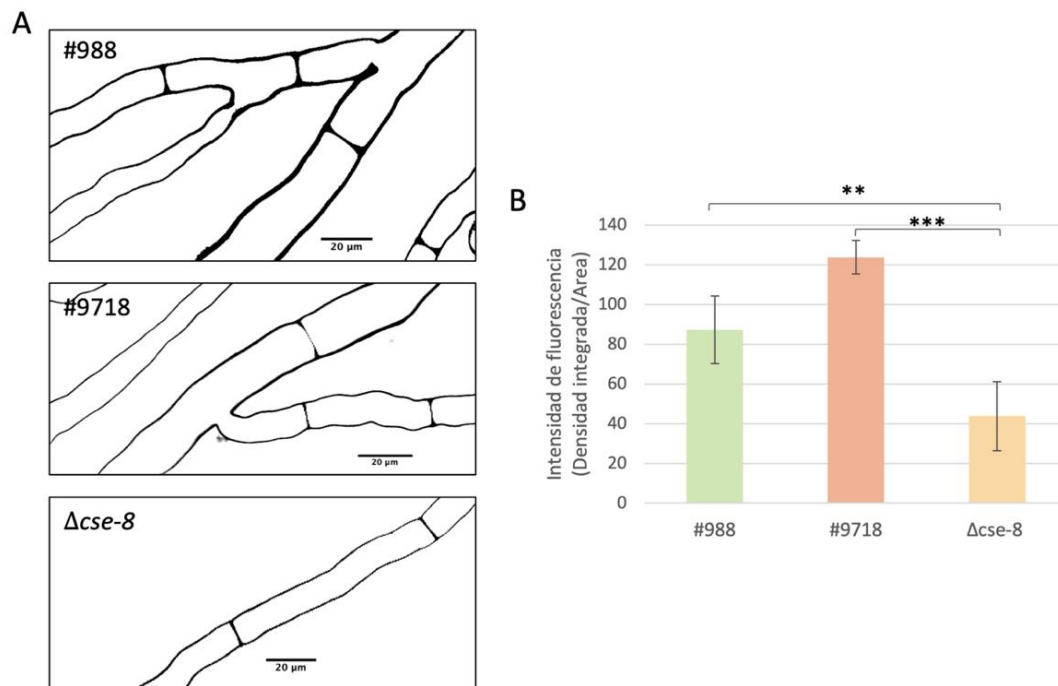 A
#988
20 µm
#9718
20 µm
Δcse-8
20 µm
B
**
***
Intensidad de fluorescencia
(Densidad integrada/Area)
140
120
100
80
60
40
20
0
#988
#9718
Δcse-8